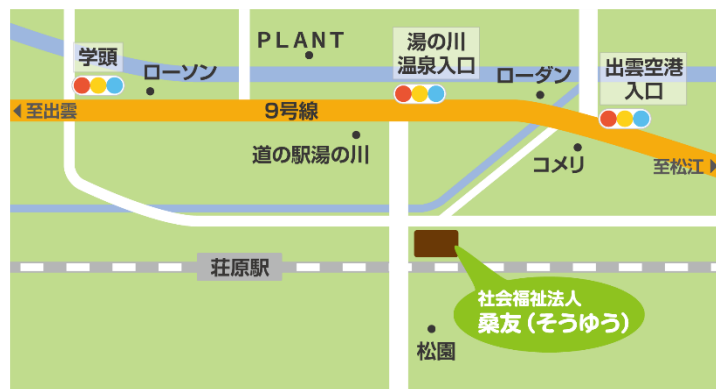 PLANT
湯の川
温泉入口
学頭
ローソン
ローダン
出雲空港
入口
至出雲
9号線
道の駅湯の川
コメリ
至松江
荘原駅
社会福祉法人
桑友(そうゆう)
松園